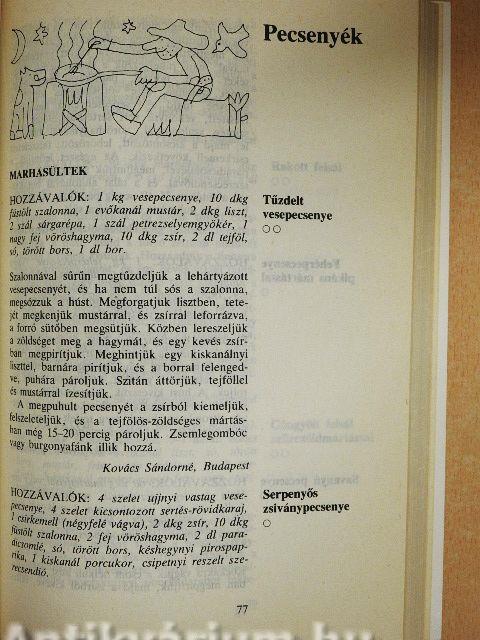 Pecsenyék
MARHASÜLTEK
HOZZÁVALÓK: 1 kg vesepecsenye, 10 dkg
füstölt szalonna, 1 evőkanál mustár, 2 dkg liszt,
2 szál sárgarépa, 1 szál petrezselyemgyökér, 1
nagy fej vöröshagyma, 10 dkg zsír, 2 dl tejföl,
só, törött bors, 1 dl bor.
Tűzdelt
vesepecsenye
Szalonnával sűrűn megtűzdeljük a lehártyázott
vesepecsenyét, és ha nem túl sós a szalonna,
megsózzuk a húst. Megforgatjuk lisztben, tete-
jét megkenjük mustárral, és zsírral leforrázva,
a forró sütőben megsütjük. Közben lereszeljük
a zöldséget meg a hagymát, és egy kevés zsír-
ban megpirítjuk. Meghintjük egy kiskanálnyi
liszttel, barnára pirítjuk, és a borral felenged-
ve, puhára pároljuk. Szitán áttörjük, tejföllel
és mustárral ízesítjük.
A megpuhult pecsenyét a zsírból kiemeljük,
felszeleteljük, és a tejfölös-zöldséges mártás-
ban még 15–20 percig pároljuk. Zsemlegombóc
vagy burgonyafánk illik hozzá.
Kovács Sándorné, Budapest
HOZZÁVALÓK: 4 szelet ujjnyi vastag vese-
pecsenye, 4 szelet kicsontozott sertés-rövidkaraj,
1 csirkemell (négyfelé vágva), 2 dkg zsír, 10 dkg
füstölt szalonna, 2 fej vöröshagyma, 2 dl para-
dicsomlé, só, törött bors, késhegynyi pirospap-
rika, 1 kiskanál porcukor, csipetnyi reszelt sze-
recsendió.
Serpenyős
zsiványpecsenye
77
Antikvárium.hu